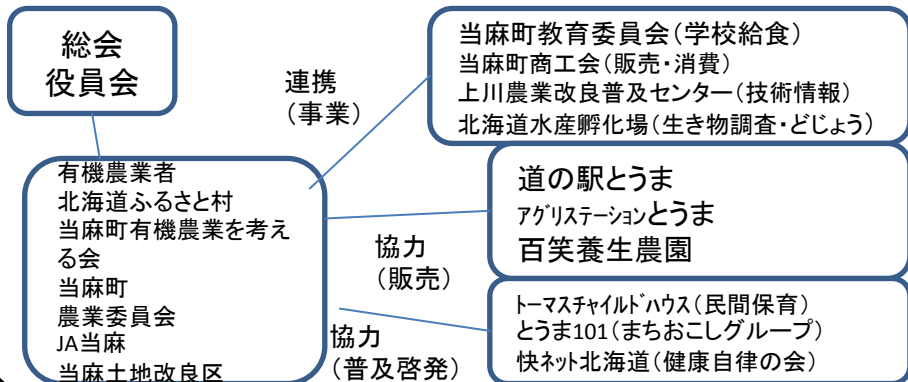 総会
役員会
連携
（事業）
当麻町教育委員会（学校給食）
当麻町商工会（販売・消費）
上川農業改良普及センター（技術情報）
北海道水産孵化場（生き物調査・どじょう）
有機農業者
北海道ふるさと村
当麻町有機農業を考え
る会
当麻町
農業委員会
JA当麻
当麻土地改良区
協力
（販売）
道の駅とうま
アグリステーションとうま
百笑養生農園
協力
（普及啓発）
トーマスチャイルドハウス（民間保育）
とうま101（まちおこしグループ）
快ネット北海道（健康自律の会）